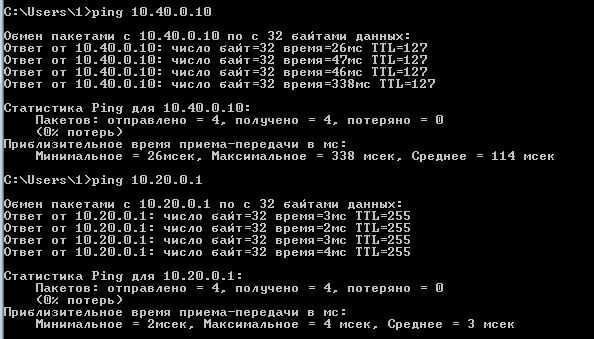 C:\Users\1>ping 10.40.0.10
Обмен пакетами с 10.40.0.10 по с 32 байтами данных:
Ответ от 10.40.0.10: число байт=32 время=26мс TTL=127
Ответ от 10.40.0.10: число байт=32 время=47мс TTL=127
Ответ от 10.40.0.10: число байт=32 время=46мс TTL=127
Ответ от 10.40.0.10: число байт=32 время=338мс TTL=127
Статистика Ping для 10.40.0.10:
Пакетов: отправлено = 4, получено = 4, потеряно = 0
(0% потерь)
Приблизительное время приема-передачи в мс:
Минимальное = 26мсек, Максимальное = 338 мсек, Среднее = 114 мсек
C:\Users\1>ping 10.20.0.1
Обмен пакетами с 10.20.0.1 по с 32 байтами данных:
Ответ от 10.20.0.1: число байт=32 время=3мс TTL=255
Ответ от 10.20.0.1: число байт=32 время=2мс TTL=255
Ответ от 10.20.0.1: число байт=32 время=3мс TTL=255
Ответ от 10.20.0.1: число байт=32 время=4мс TTL=255
Статистика Ping для 10.20.0.1:
Пакетов: отправлено = 4, получено = 4, потеряно = 0
(0% потерь)
Приблизительное время приема-передачи в мс:
Минимальное = 2мсек, Максимальное = 4 мсек, Среднее = 3 мсек